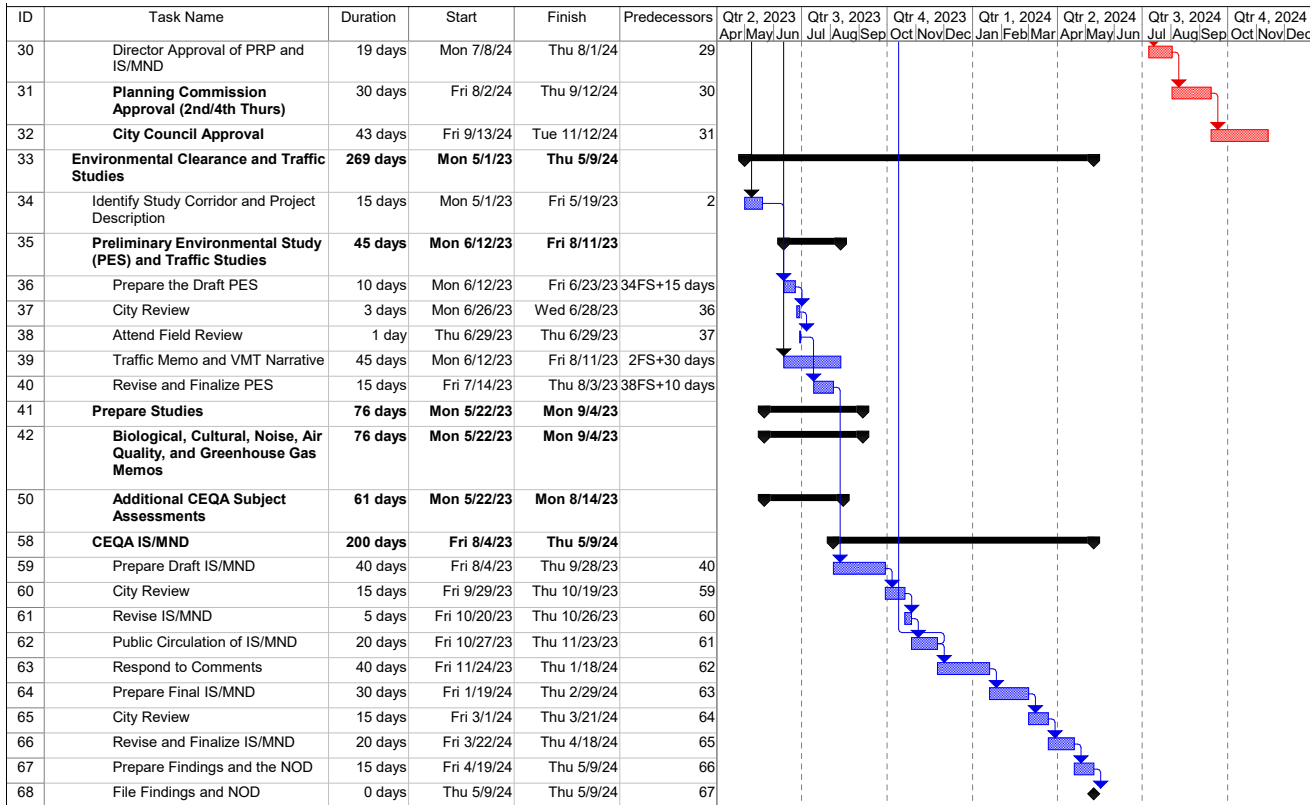 ID Task Name Duration Start Finish Predecessors Qtr 2, 2023 Qtr 3, 2023 Qtr 4, 2023 Qtr 1, 2024 Qtr 2, 2024 Qtr 3, 2024 Qtr 4, 2024
Apr May Jun Jul Aug Sep Oct Nov Dec Jan Feb Mar Apr May Jun Jul Aug Sep Oct Nov Dec
30 Director Approval of PRP and 19 days Mon 7/8/24 Thu 8/1/24 29
IS/MND
31 Planning Commission 30 days Fri 8/2/24 Thu 9/12/24 30
Approval (2nd/4th Thurs)
32 City Council Approval 43 days Fri 9/13/24 Tue 11/12/24 31
33 Environmental Clearance and Traffic 269 days Mon 5/1/23 Thu 5/9/24
Studies
34 Identify Study Corridor and Project 15 days Mon 5/1/23 Fri 5/19/23 2
Description
35 Preliminary Environmental Study 45 days Mon 6/12/23 Fri 8/11/23
(PES) and Traffic Studies
36 Prepare the Draft PES 10 days Mon 6/12/23 Fri 6/23/23 34FS+15 days
37 City Review 3 days Mon 6/26/23 Wed 6/28/23 36
38 Attend Field Review 1 day Thu 6/29/23 Thu 6/29/23 37
39 Traffic Memo and VMT Narrative 45 days Mon 6/12/23 Fri 8/11/23 2FS+30 days
40 Revise and Finalize PES 15 days Fri 7/14/23 Thu 8/3/23 38FS+10 days
41 Prepare Studies 76 days Mon 5/22/23 Mon 9/4/23
42 Biological, Cultural, Noise, Air 76 days Mon 5/22/23 Mon 9/4/23
Quality, and Greenhouse Gas
Memos
50 Additional CEQA Subject 61 days Mon 5/22/23 Mon 8/14/23
Assessments
58 CEQA IS/MND 200 days Fri 8/4/23 Thu 5/9/24
59 Prepare Draft IS/MND 40 days Fri 8/4/23 Thu 9/28/23 40
60 City Review 15 days Fri 9/29/23 Thu 10/19/23 59
61 Revise IS/MND 5 days Fri 10/20/23 Thu 10/26/23 60
62 Public Circulation of IS/MND 20 days Fri 10/27/23 Thu 11/23/23 61
63 Respond to Comments 40 days Fri 11/24/23 Thu 1/18/24 62
64 Prepare Final IS/MND 30 days Fri 1/19/24 Thu 2/29/24 63
65 City Review 15 days Fri 3/1/24 Thu 3/21/24 64
66 Revise and Finalize IS/MND 20 days Fri 3/22/24 Thu 4/18/24 65
67 Prepare Findings and the NOD 15 days Fri 4/19/24 Thu 5/9/24 66
68 File Findings and NOD 0 days Thu 5/9/24 Thu 5/9/24 67